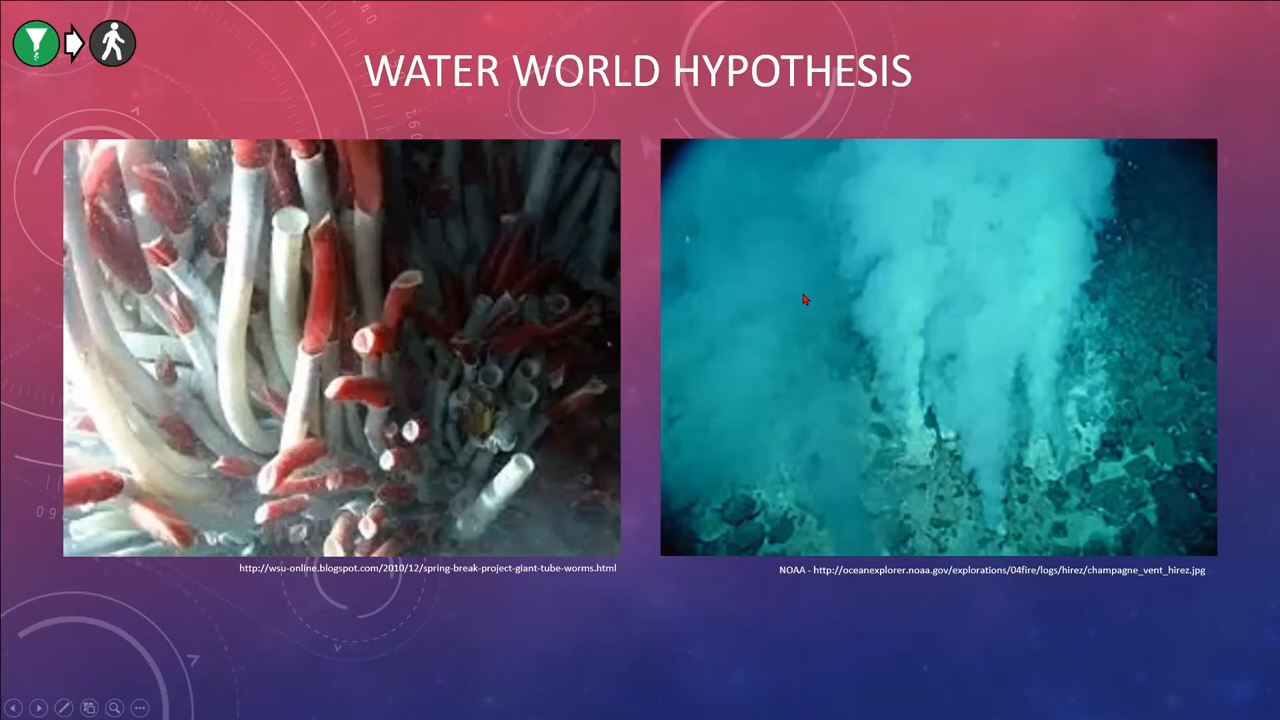 WATER WORLD HYPOTHESIS
http://wsu-online.blogspot.com/2010/12/spring-break-project-giant-tube-worms.html
NOAA - http://oceanexplorer.noaa.gov/explorations/04fire/logs/hirez/champagne_vent_hirez.jpg